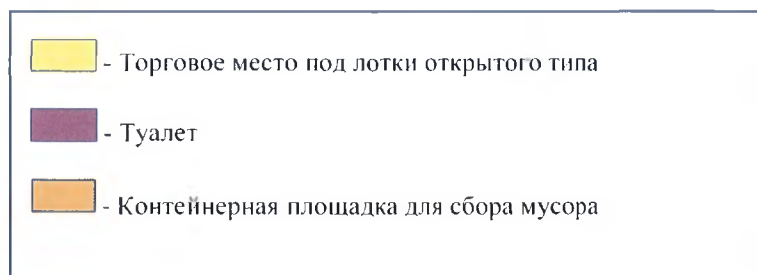 - Торговое место под лотки открытого типа
- Туалет
- Контейнерная площадка для сбора мусора